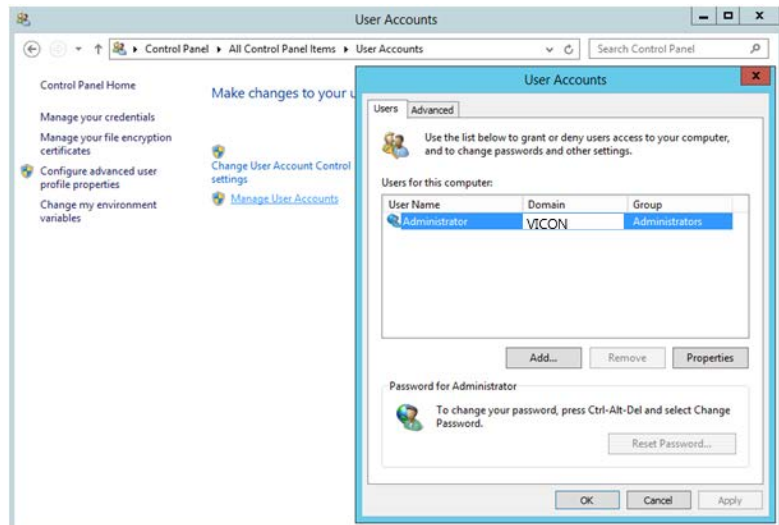 User Accounts
Control Panel ▸ All Control Panel Items ▸ User Accounts
Search Control Panel
Control Panel Home
Manage your credentials
Manage your file encryption
certificates
Configure advanced user
profile properties
Change my environment
variables
Make changes to your u
Change User Account Control
settings
Manage User Accounts
User Accounts
Users
Advanced
Use the list below to grant or deny users access to your computer,
and to change passwords and other settings.
Users for this computer:
User Name Domain Group
Administrator VICON Administrators
Add... Remove Properties
Password for Administrator
To change your password, press Ctrl-Alt-Del and select Change
Password.
Reset Password...
OK Cancel Apply